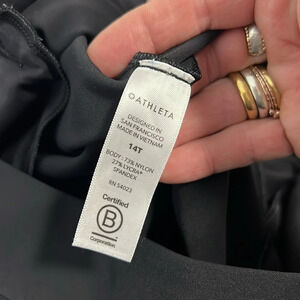 ATHLETA
DESIGNED IN
SAN FRANCISCO
MADE IN VIETNAM
14T
BODY : 73% NYLON
27% LYCRA®
SPANDEX
RN 54023
Certified
B
Corporation